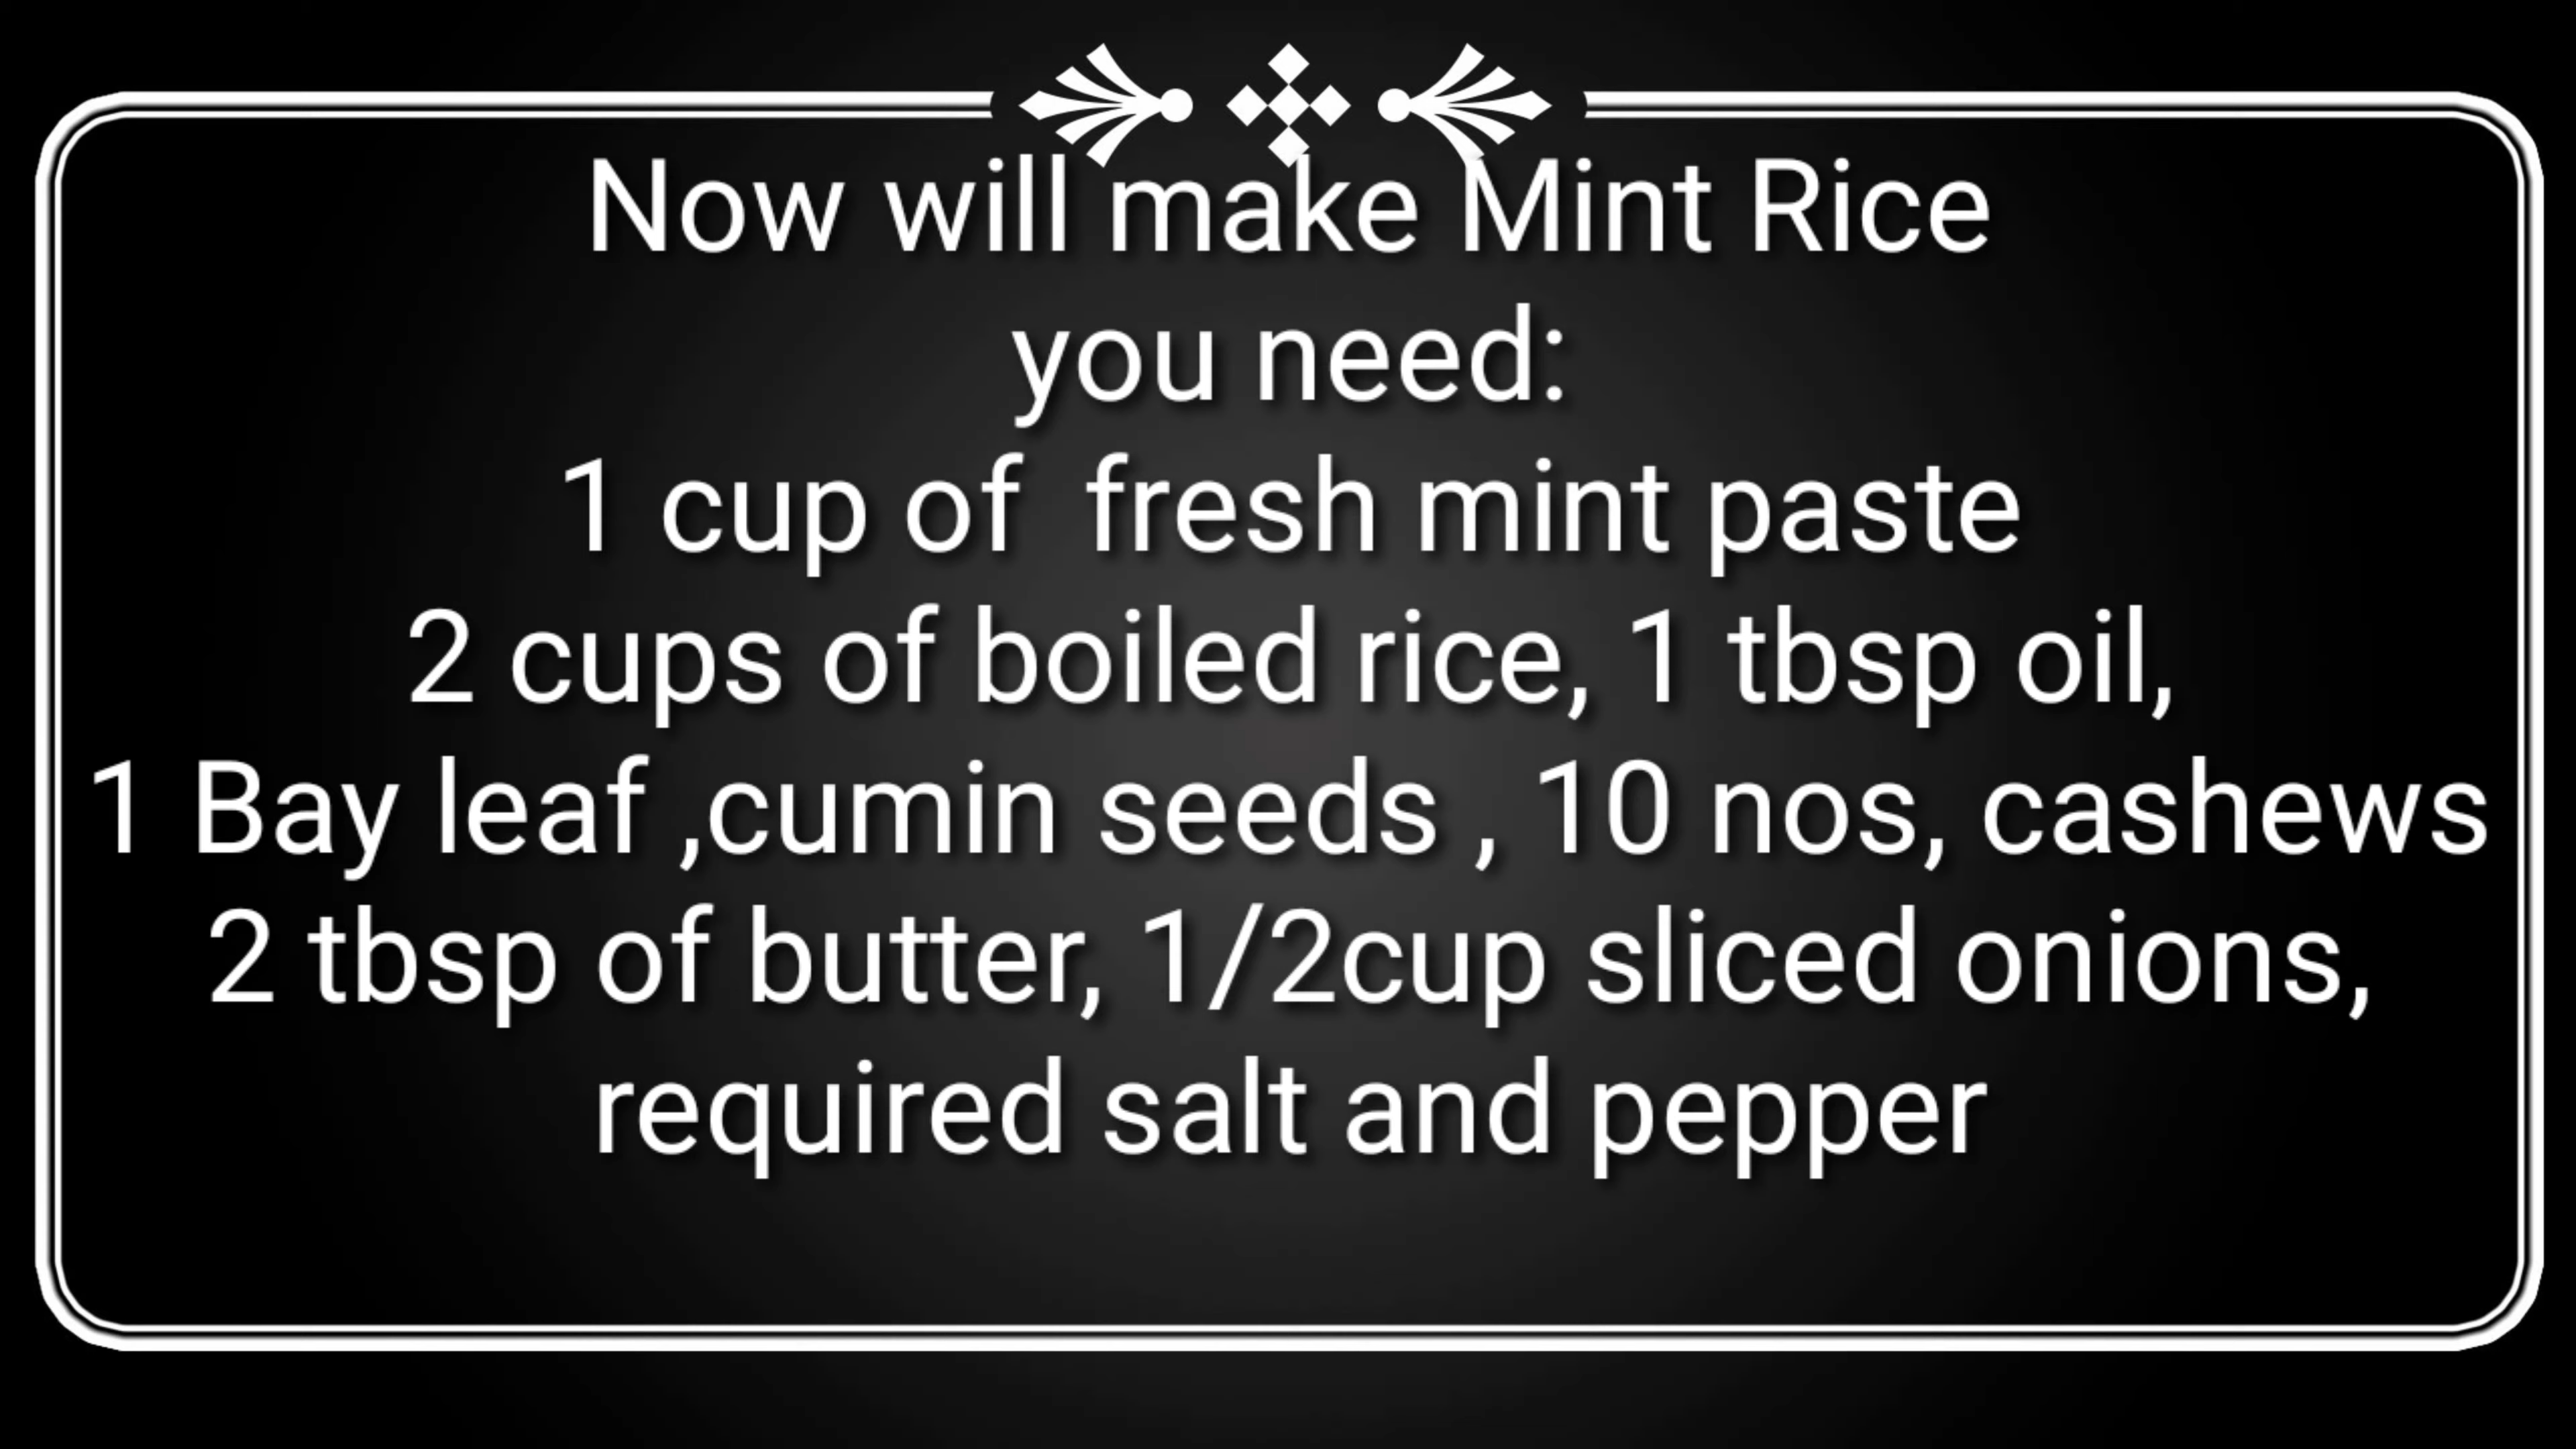 Now will make Mint Rice
you need:
1 cup of  fresh mint paste
2 cups of boiled rice, 1 tbsp oil,
1 Bay leaf ,cumin seeds , 10 nos, cashews
2 tbsp of butter, 1/2cup sliced onions,
required salt and pepper